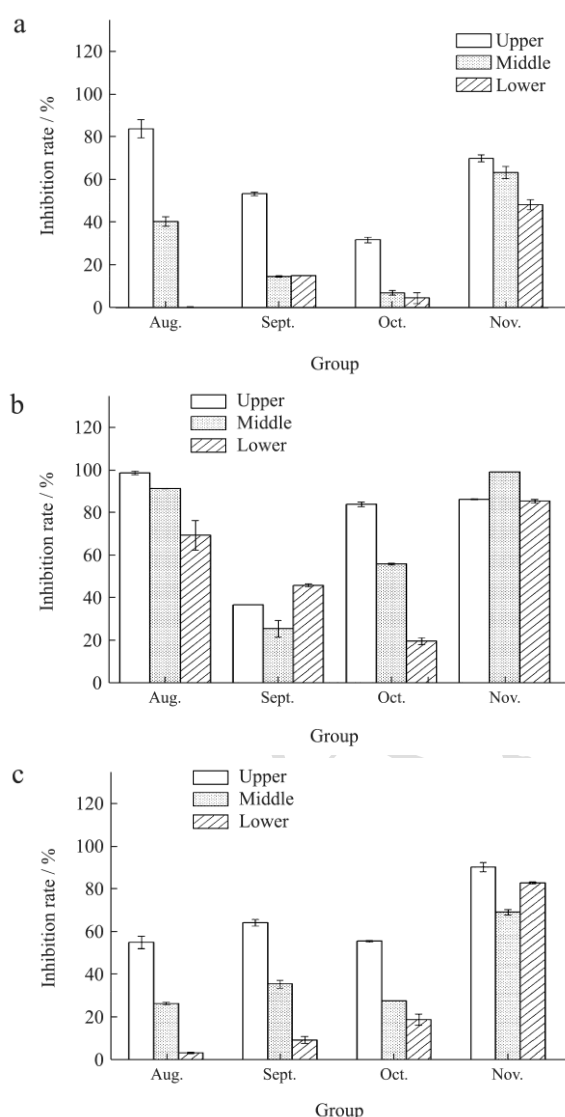 a
Upper
Middle
Lower
120
100
80
60
40
20
0
Inhibition rate / %
Aug. Sept. Oct. Nov.
Group
b
Upper
Middle
Lower
120
100
80
60
40
20
0
Inhibition rate / %
Aug. Sept. Oct. Nov.
Group
c
Upper
Middle
Lower
120
100
80
60
40
20
0
Inhibition rate / %
Aug. Sept. Oct. Nov.
Group